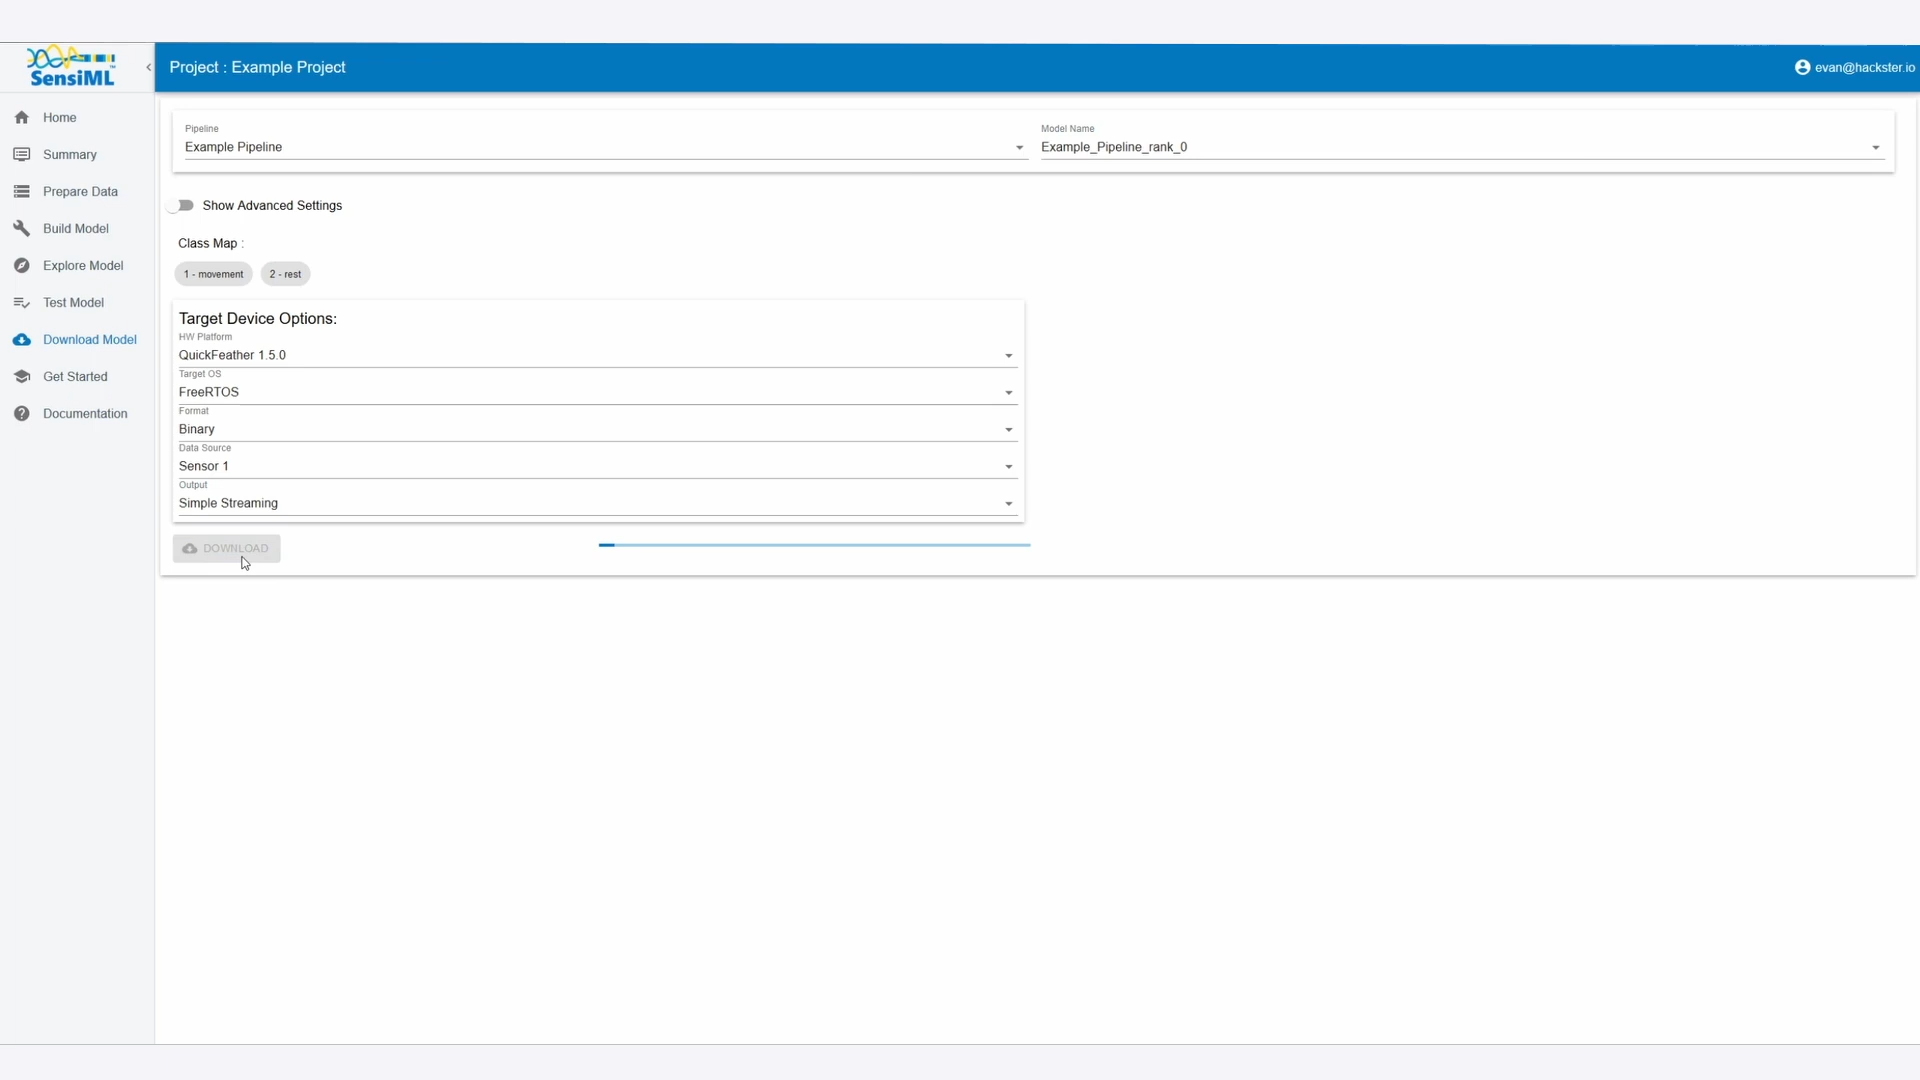 SensiML
Project : Example Project
evan@hackster.io
Home
Summary
Prepare Data
Build Model
Explore Model
Test Model
Download Model
Get Started
Documentation
Pipeline
Example Pipeline
Model Name
Example_Pipeline_rank_0
Show Advanced Settings
Class Map :
1 - movement
2 - rest
Target Device Options:
HW Platform
QuickFeather 1.5.0
Target OS
FreeRTOS
Format
Binary
Data Source
Sensor 1
Output
Simple Streaming
DOWNLOAD